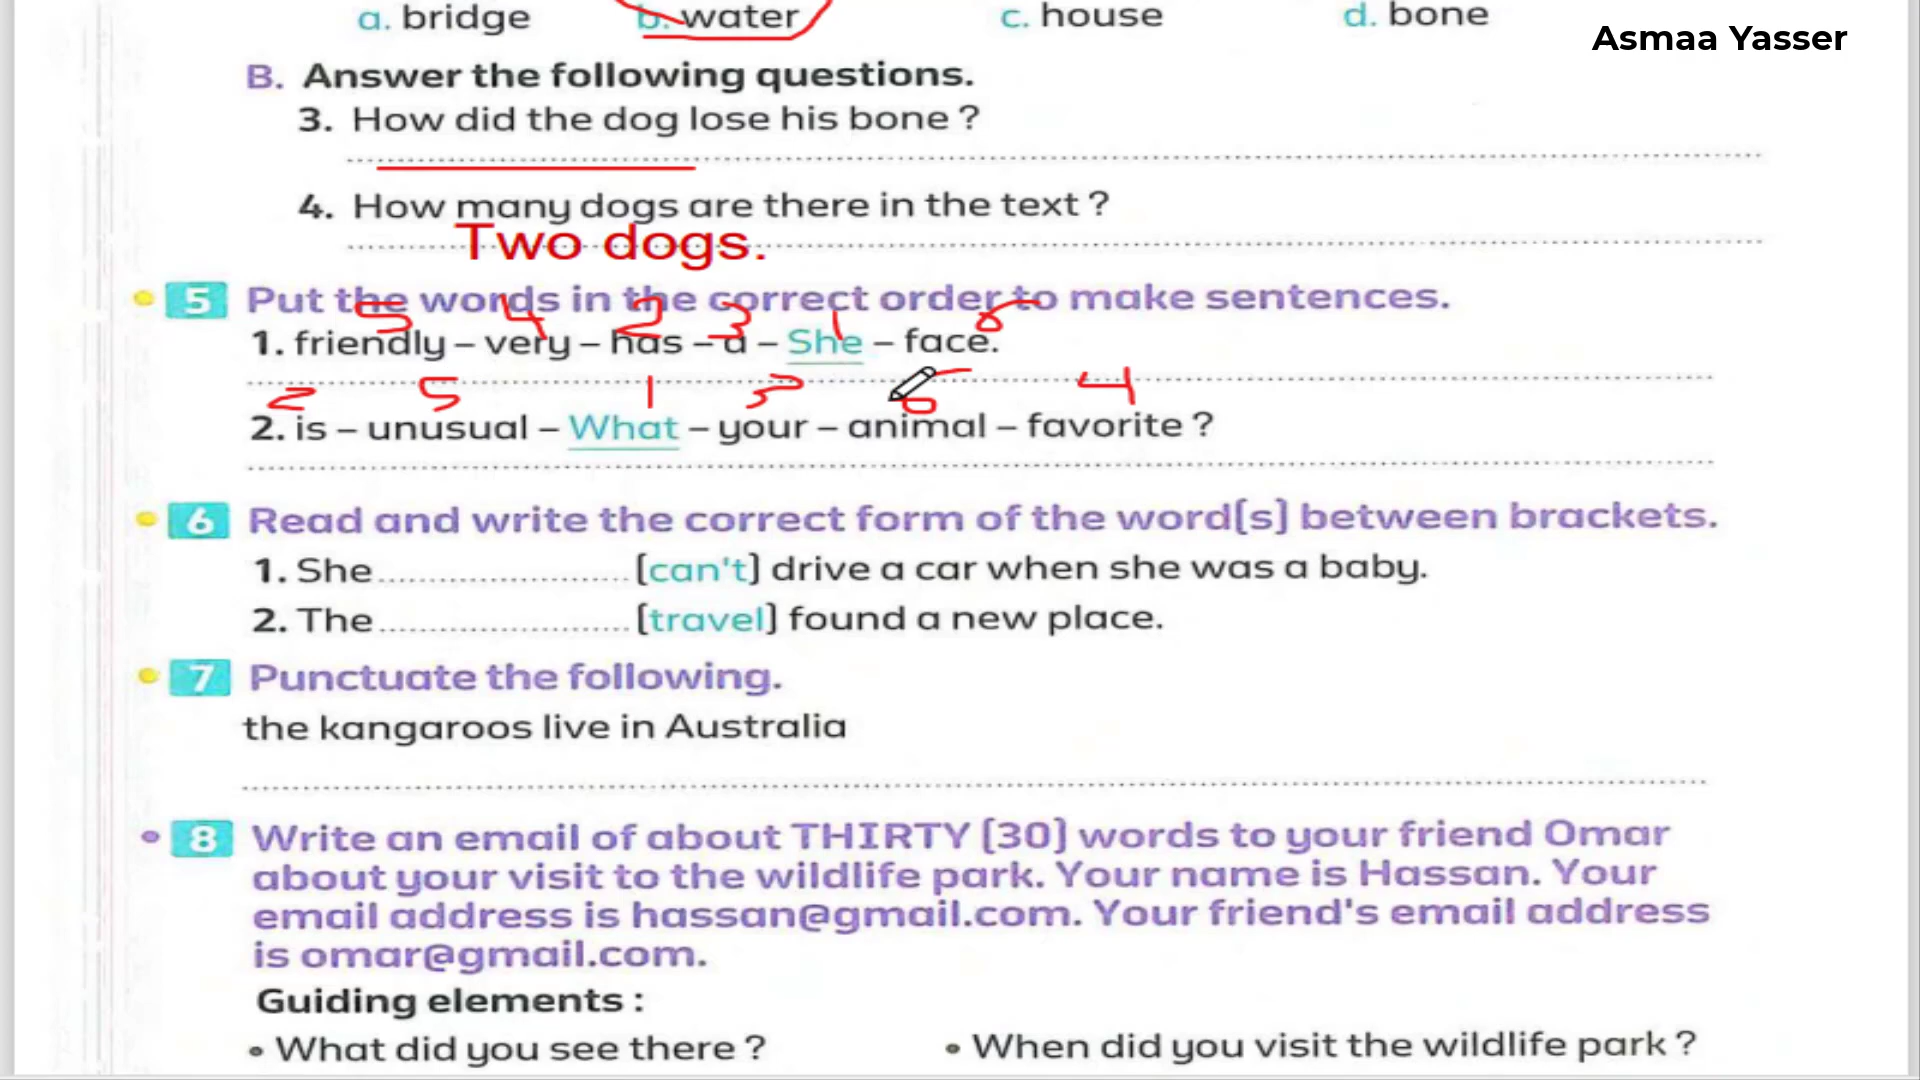 a. bridge b. water c. house d. bone
Asmaa Yasser
B. Answer the following questions.
3. How did the dog lose his bone ?
4. How many dogs are there in the text ?
Two dogs.
5 Put the words in the correct order to make sentences.
5 4 2 3 1 6
1. friendly – very – has – a – She – face.
2 5 1 3 6 4
2. is – unusual – What – your – animal – favorite ?
6 Read and write the correct form of the word[s] between brackets.
1. She ........................ [can't] drive a car when she was a baby.
2. The ........................ [travel] found a new place.
7 Punctuate the following.
the kangaroos live in Australia
8 Write an email of about THIRTY [30] words to your friend Omar
about your visit to the wildlife park. Your name is Hassan. Your
email address is hassan@gmail.com. Your friend's email address
is omar@gmail.com.
Guiding elements :
• What did you see there ? • When did you visit the wildlife park ?